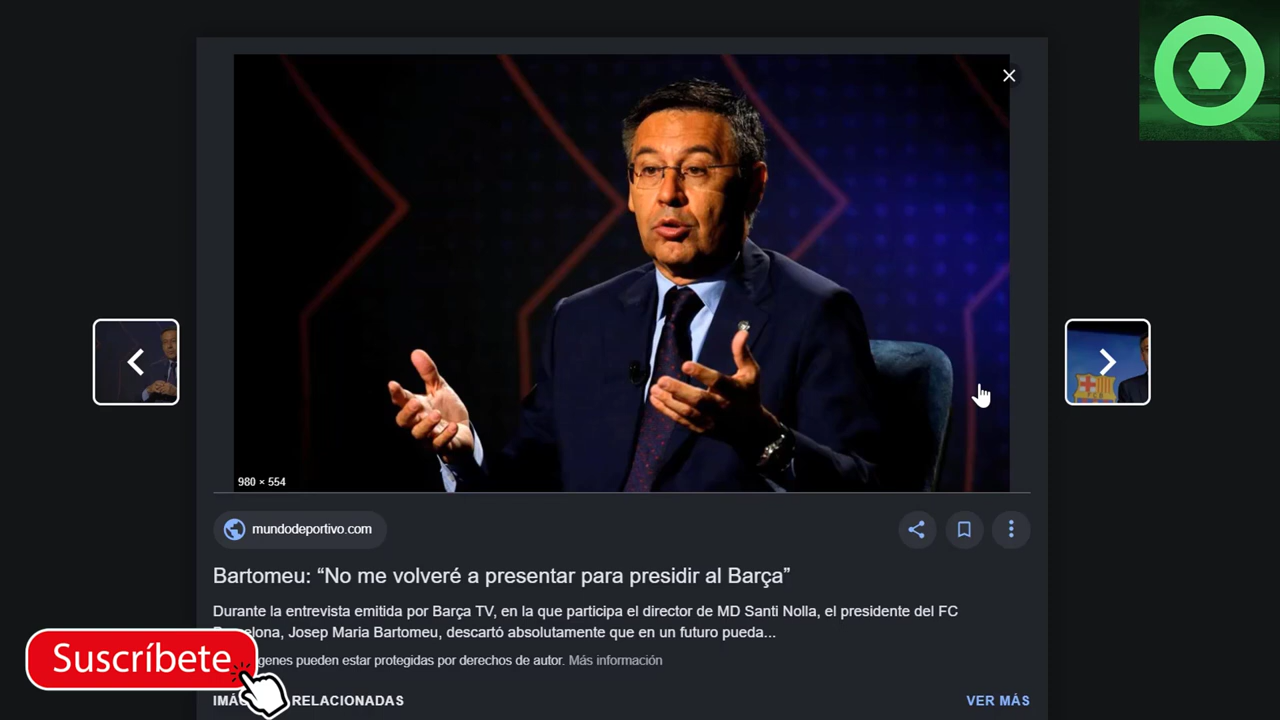 980 × 554
mundodeportivo.com
Bartomeu: “No me volveré a presentar para presidir al Barça”
Durante la entrevista emitida por Barça TV, en la que participa el director de MD Santi Nolla, el presidente del FC
Josep Maria Bartomeu, descartó absolutamente que en un futuro pueda...
Suscríbete
pueden estar protegidas por derechos de autor. Más información
RELACIONADAS
VER MÁS